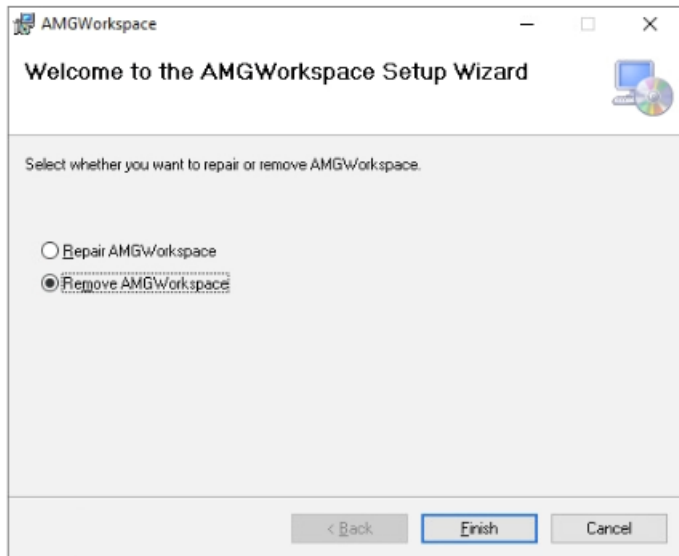 AMGWorkspace
Welcome to the AMGWorkspace Setup Wizard
Select whether you want to repair or remove AMGWorkspace.
Repair AMGWorkspace
Remove AMGWorkspace
< Back Finish Cancel